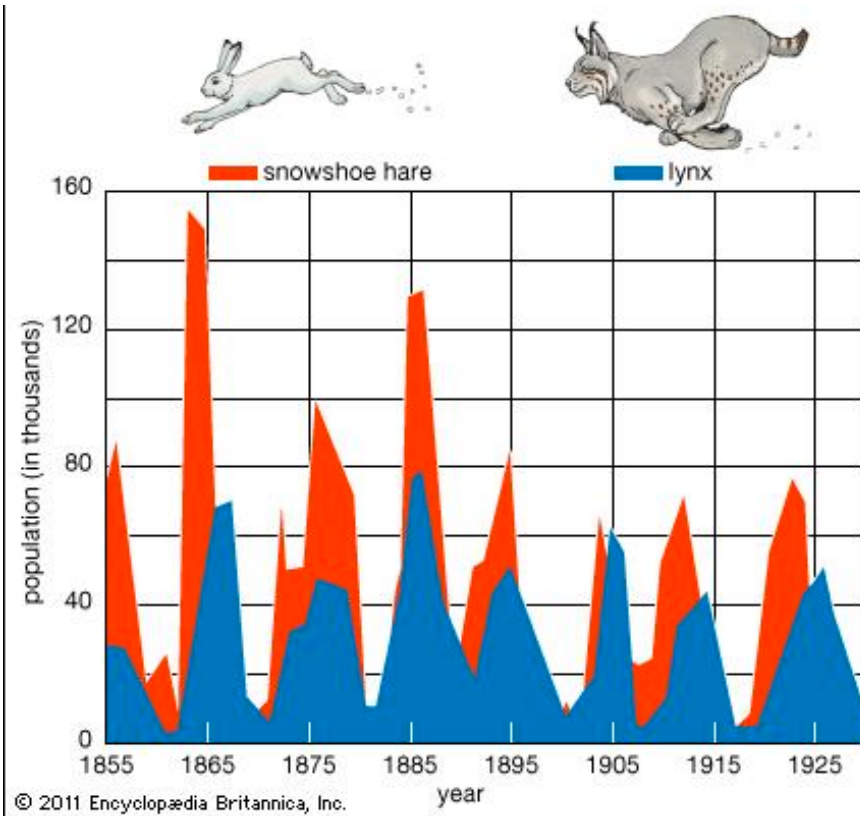 snowshoe hare
lynx
160
120
80
40
0
population (in thousands)
1855 1865 1875 1885 1895 1905 1915 1925
year
© 2011 Encyclopædia Britannica, Inc.